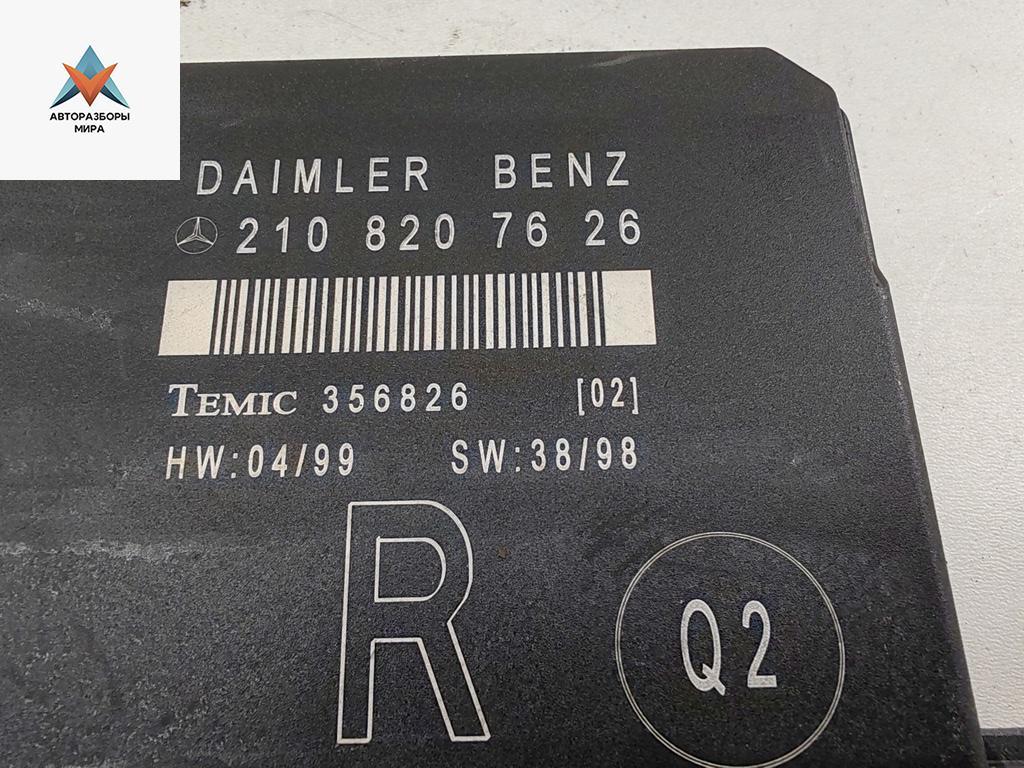 АВТОРАЗБОРЫ
МИРА
DAIMLER BENZ
210 820 76 26
TEMIC 356826 [02]
HW:04/99 SW:38/98
R
Q2